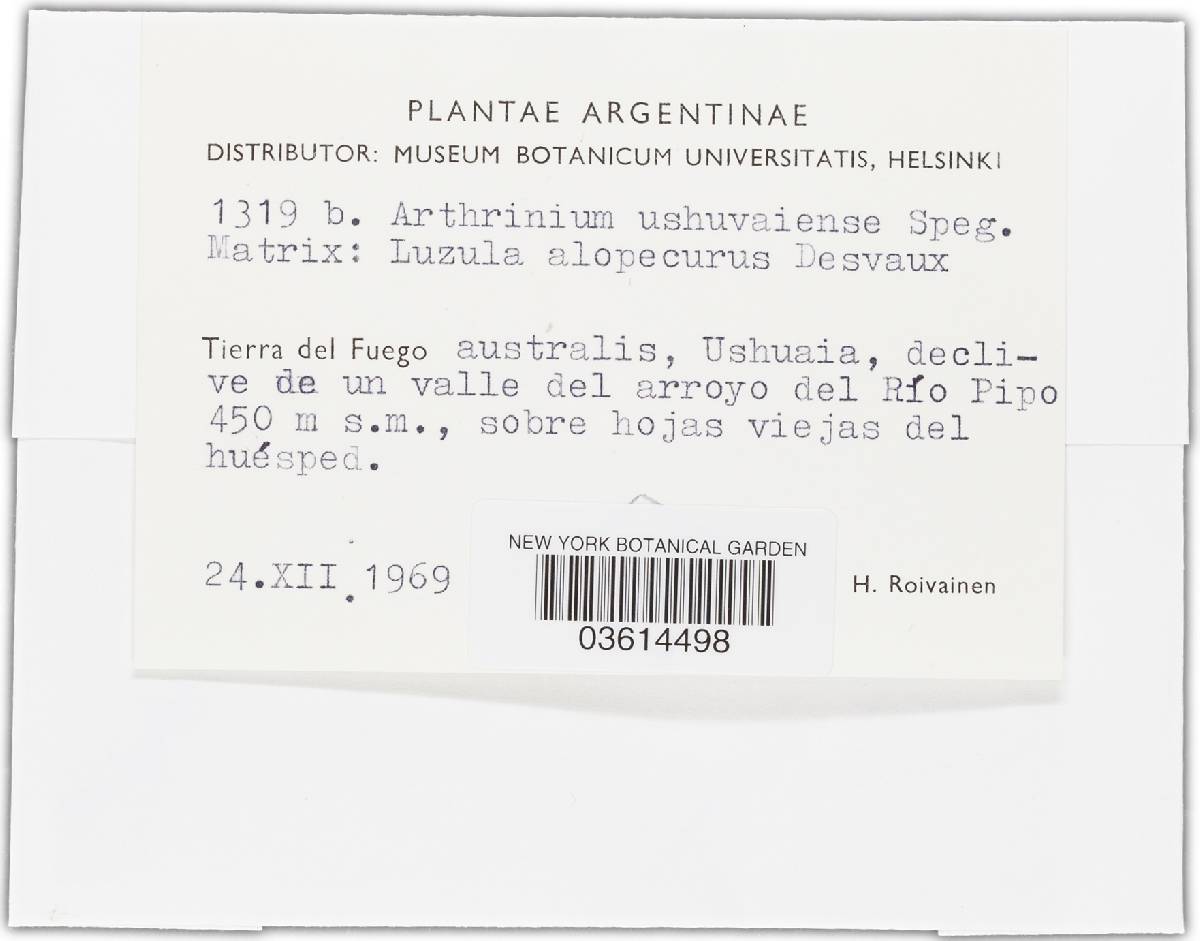 PLANTAE ARGENTINAE
DISTRIBUTOR: MUSEUM BOTANICUM UNIVERSITATIS, HELSINKI
1319 b. Arthrinium ushuvaiense Speg.
Matrix: Luzula alopecurus Desvaux
Tierra del Fuego australis, Ushuaia, decli-
ve de un valle del arroyo del Río Pipo
450 m s.m., sobre hojas viejas del
huésped.
24.XII.1969
NEW YORK BOTANICAL GARDEN
03614498
H. Roivainen